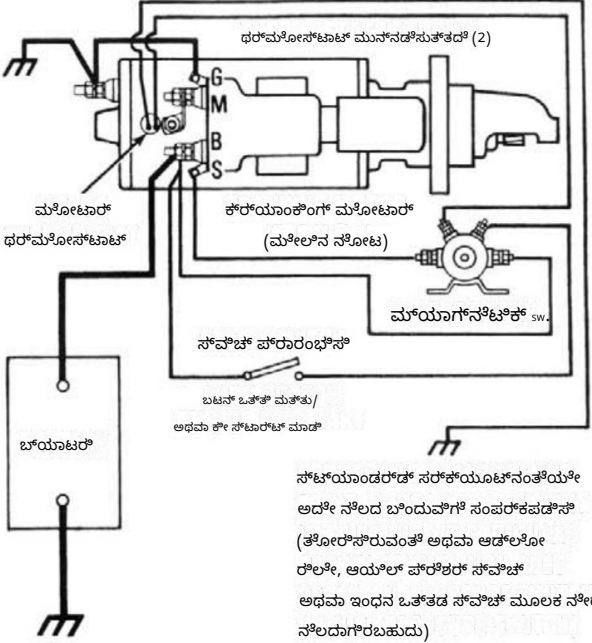 ಥರ್ಮೋಸ್ಟಾಟ್ ಮುನ್ನಡೆಸುತ್ತದೆ (2)
G
M
B
S
ಮೋಟಾರ್
ಥರ್ಮೋಸ್ಟಾಟ್
ಕ್ರ್ಯಾಂಕಿಂಗ್ ಮೋಟಾರ್
(ಮೇಲಿನ ನೋಟ)
ಮ್ಯಾಗ್ನೆಟಿಕ್ sw.
ಸ್ವಿಚ್ ಪ್ರಾರಂಭಿಸಿ
ಬಟನ್ ಒತ್ತಿ ಮತ್ತು/
ಅಥವಾ ಕೀ ಸ್ಟಾರ್ಟ್ ಮಾಡಿ
ಬ್ಯಾಟರಿ
ಸ್ಟ್ಯಾಂಡರ್ಡ್ ಸರ್ಕ್ಯೂಟ್‌ನಂತೆಯೇ
ಅದೇ ನೆಲದ ಬಿಂದುವಿಗೆ ಸಂಪರ್ಕಪಡಿಸಿ
(ತೋರಿಸಿರುವಂತೆ ಅಥವಾ ಆಡ್ಲೋ
ರಿಲೇ, ಆಯಿಲ್ ಪ್ರೆಶರ್ ಸ್ವಿಚ್
ಅಥವಾ ಇಂಧನ ಒತ್ತಡ ಸ್ವಿಚ್ ಮೂಲಕ
ನೆಲದಾಗಿರಬಹುದು)